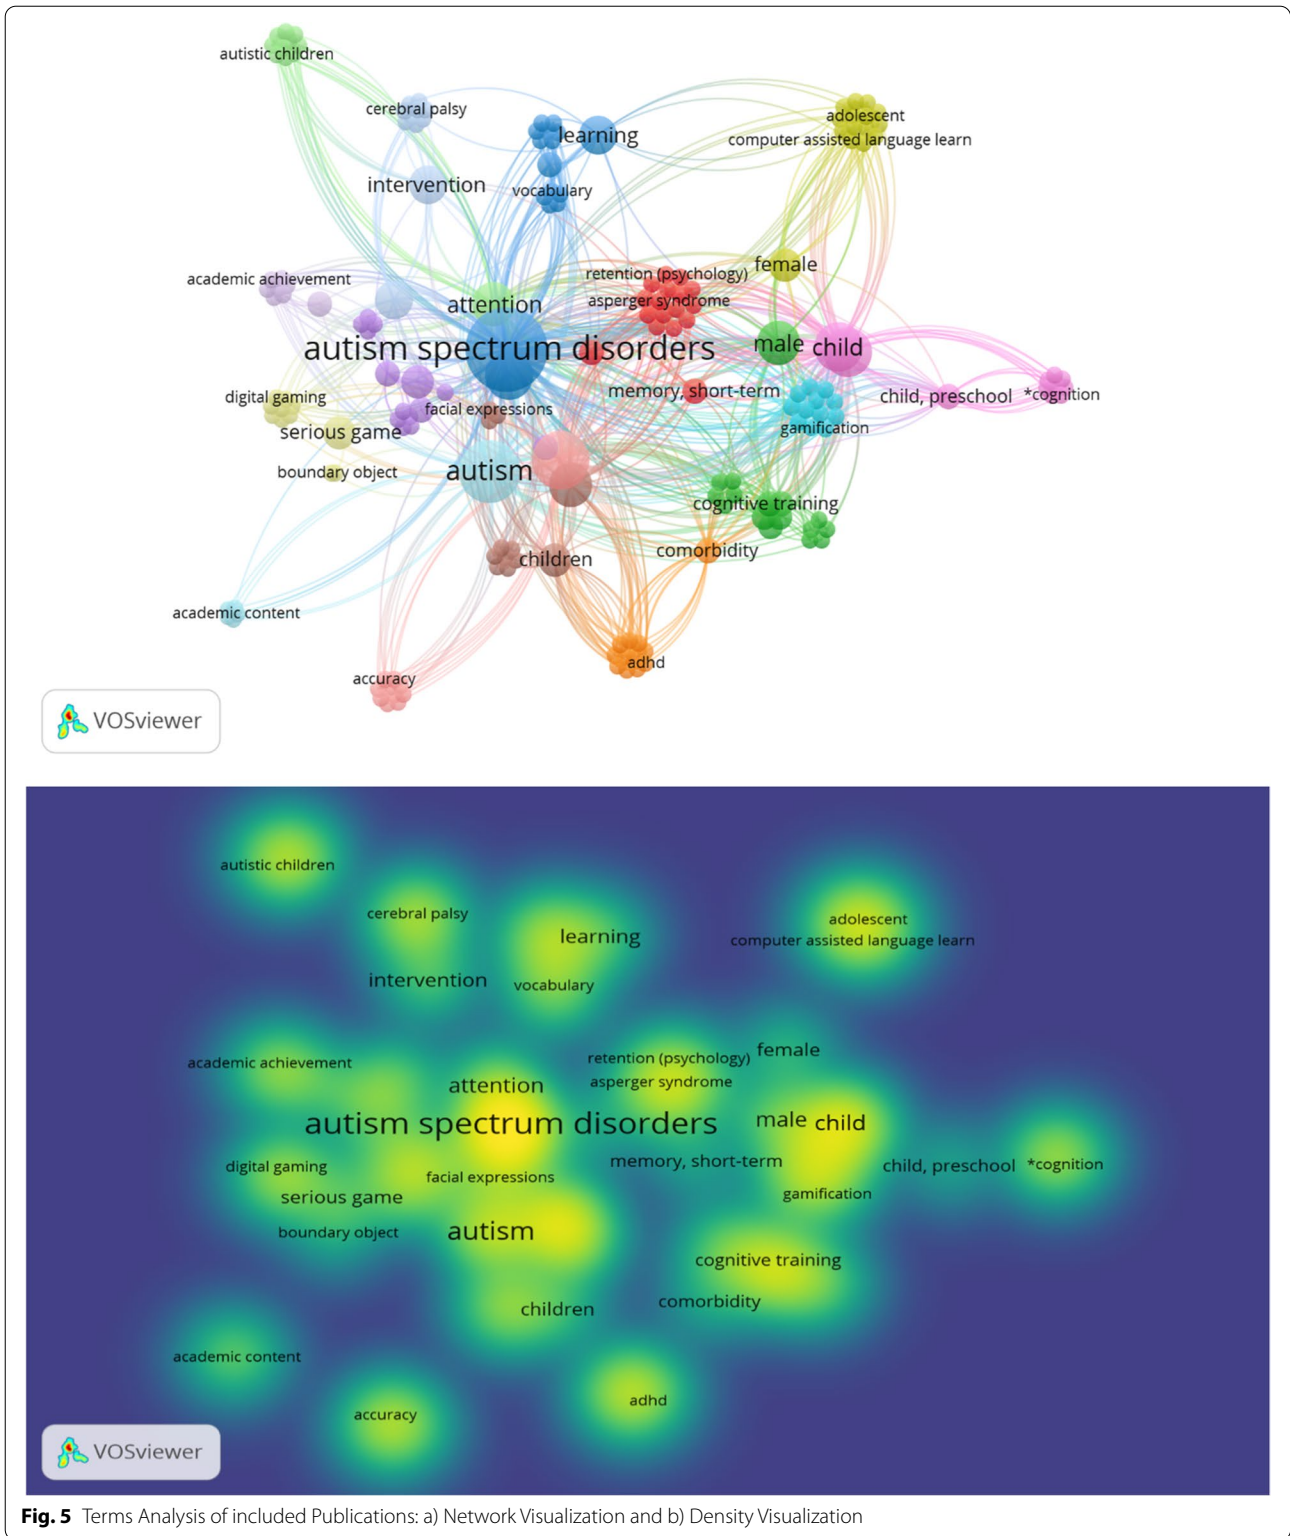 autistic children
cerebral palsy
learning
adolescent
computer assisted language learn
intervention
vocabulary
academic achievement
retention (psychology)
female
attention
asperger syndrome
autism spectrum disorders
male
child
memory, short-term
child, preschool
*cognition
digital gaming
facial expressions
serious game
gamification
boundary object
autism
cognitive training
comorbidity
children
academic content
adhd
accuracy
VOSviewer
autistic children
cerebral palsy
learning
adolescent
computer assisted language learn
intervention
vocabulary
academic achievement
retention (psychology)
female
attention
asperger syndrome
autism spectrum disorders
male
child
memory, short-term
child, preschool
*cognition
digital gaming
facial expressions
serious game
gamification
boundary object
autism
cognitive training
comorbidity
children
academic content
adhd
accuracy
VOSviewer
Fig. 5 Terms Analysis of included Publications: a) Network Visualization and b) Density Visualization